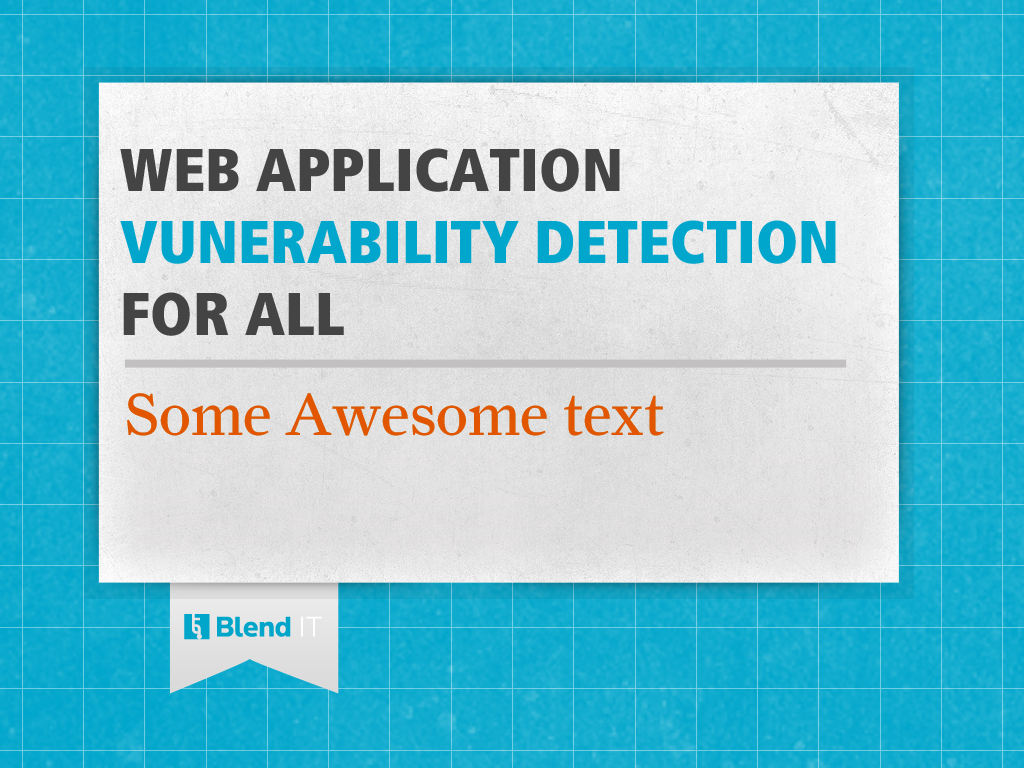 WEB APPLICATION
VUNERABILITY DETECTION
FOR ALL
Some Awesome text
Blend IT